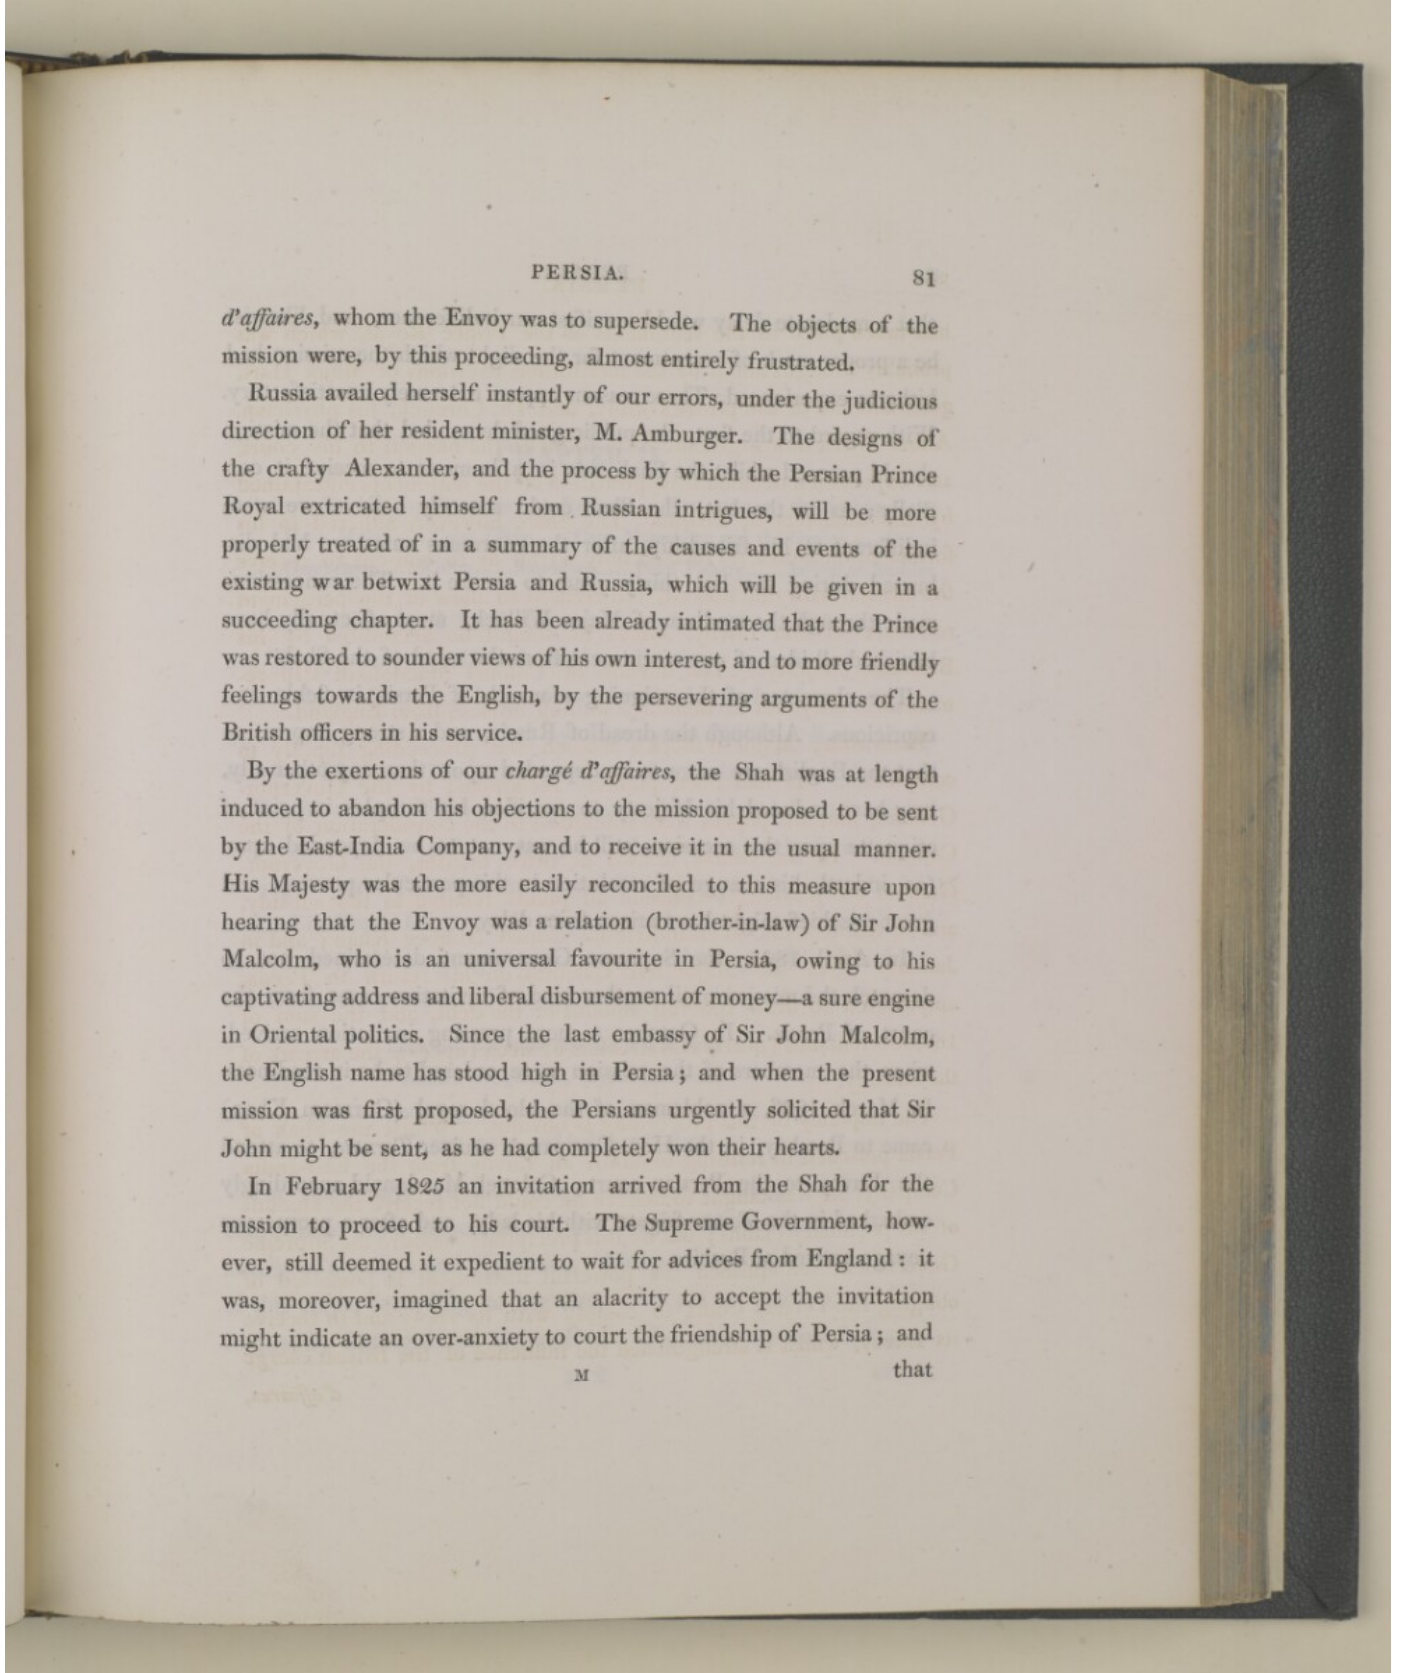 PERSIA. 81
d'affaires, whom the Envoy was to supersede. The objects of the
mission were, by this proceeding, almost entirely frustrated.
Russia availed herself instantly of our errors, under the judicious
direction of her resident minister, M. Amburger. The designs of
the crafty Alexander, and the process by which the Persian Prince
Royal extricated himself from Russian intrigues, will be more
properly treated of in a summary of the causes and events of the
existing war betwixt Persia and Russia, which will be given in a
succeeding chapter. It has been already intimated that the Prince
was restored to sounder views of his own interest, and to more friendly
feelings towards the English, by the persevering arguments of the
British officers in his service.
By the exertions of our chargé d'affaires, the Shah was at length
induced to abandon his objections to the mission proposed to be sent
by the East-India Company, and to receive it in the usual manner.
His Majesty was the more easily reconciled to this measure upon
hearing that the Envoy was a relation (brother-in-law) of Sir John
Malcolm, who is an universal favourite in Persia, owing to his
captivating address and liberal disbursement of money—a sure engine
in Oriental politics. Since the last embassy of Sir John Malcolm,
the English name has stood high in Persia; and when the present
mission was first proposed, the Persians urgently solicited that Sir
John might be sent, as he had completely won their hearts.
In February 1825 an invitation arrived from the Shah for the
mission to proceed to his court. The Supreme Government, how-
ever, still deemed it expedient to wait for advices from England: it
was, moreover, imagined that an alacrity to accept the invitation
might indicate an over-anxiety to court the friendship of Persia; and
M that